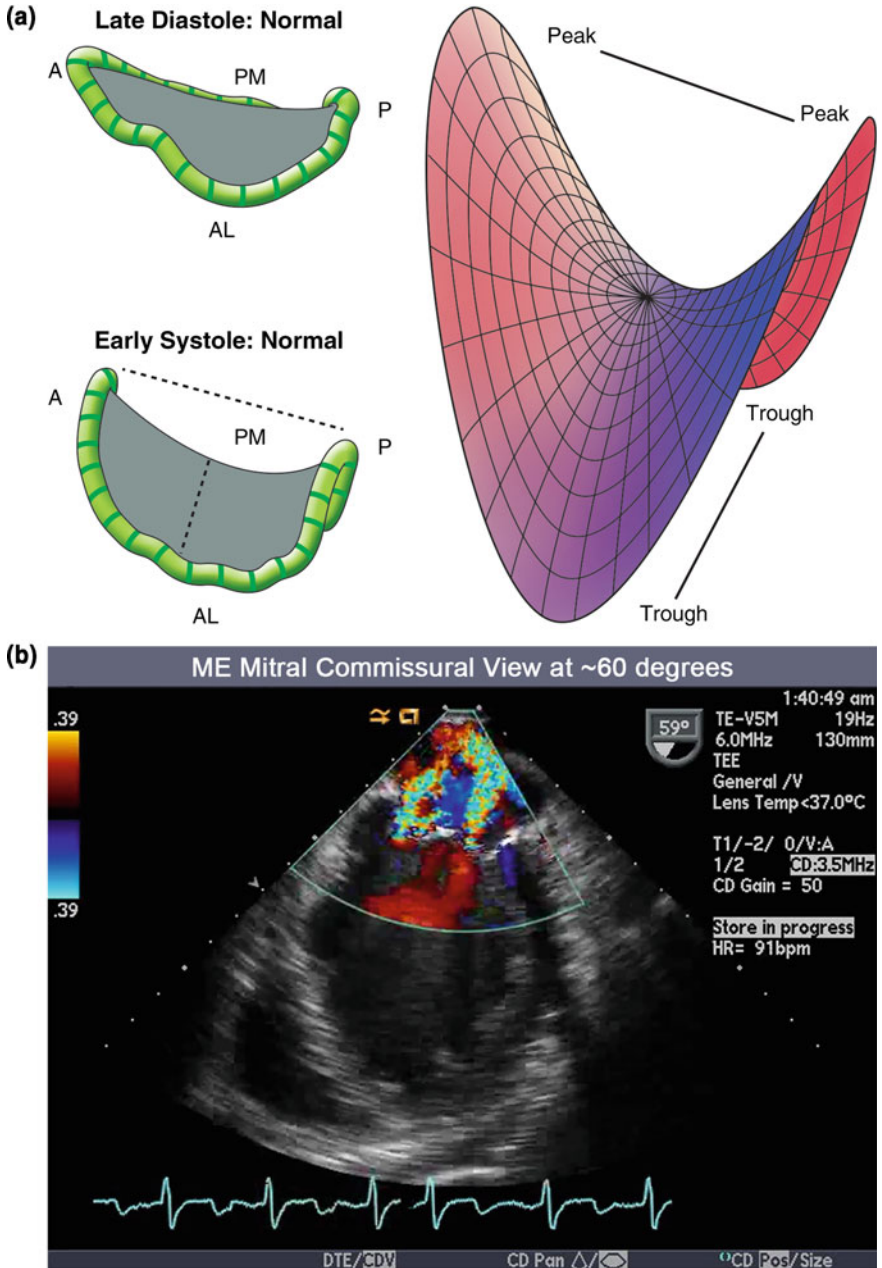 (a)
Late Diastole: Normal
A
PM
P
AL
Early Systole: Normal
A
PM
P
AL
Peak
Peak
Trough
Trough
(b)
ME Mitral Commissural View at ~60 degrees
.39
.39
59°
1:40:49 am
TE-V5M 19Hz
6.0MHz 130mm
TEE
General /V
Lens Temp<37.0°C
T1/-2/ 0/V:A
1/2 CD:3.5MHz
CD Gain = 50
Store in progress
HR= 91bpm
DTE/CDV CD Pan CD Pos/Size